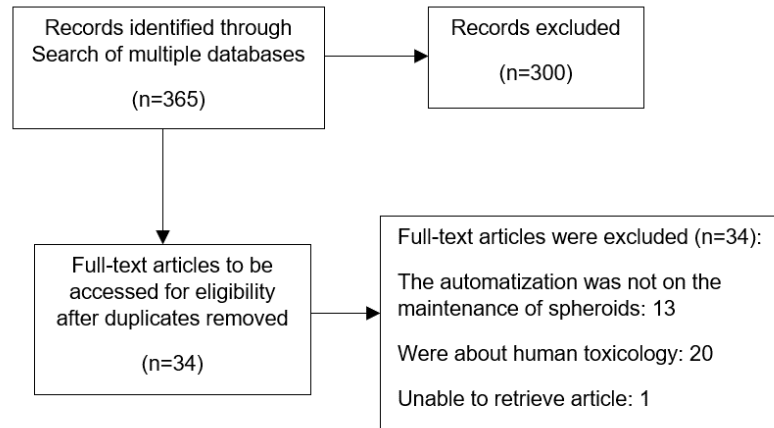 Records identified through
Search of multiple databases
(n=365)
Records excluded
(n=300)
Full-text articles to be
accessed for eligibility
after duplicates removed
(n=34)
Full-text articles were excluded (n=34):
The automatization was not on the
maintenance of spheroids: 13
Were about human toxicology: 20
Unable to retrieve article: 1